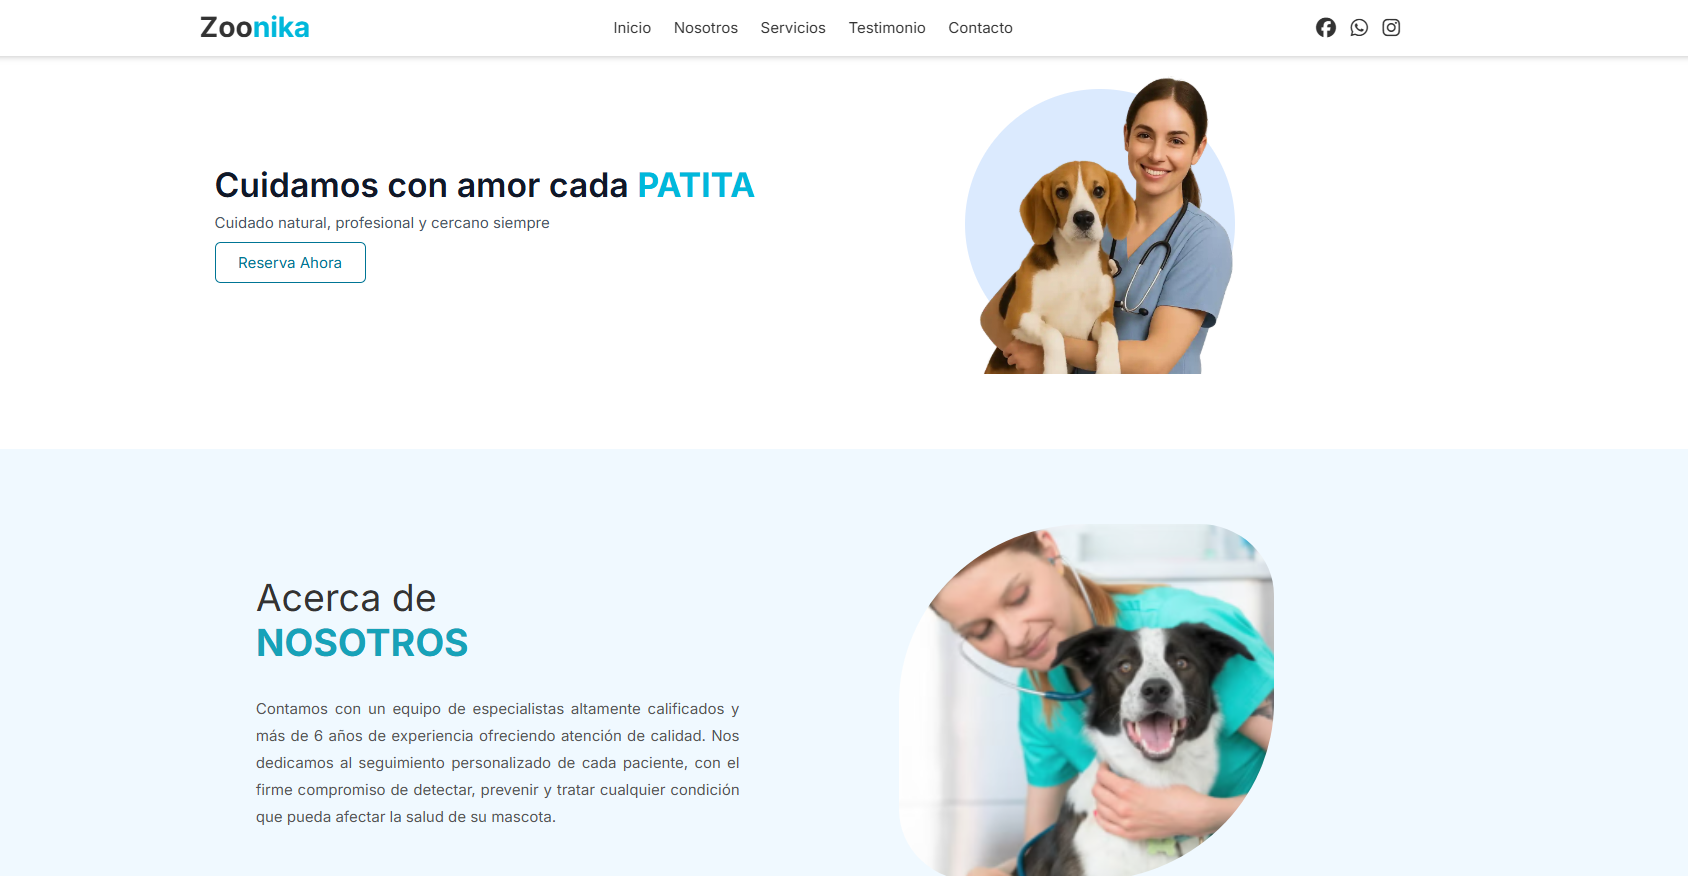 Zoonika
Inicio Nosotros Servicios Testimonio Contacto
Cuidamos con amor cada PATITA
Cuidado natural, profesional y cercano siempre
Reserva Ahora
Acerca de
NOSOTROS
Contamos con un equipo de especialistas altamente calificados y
más de 6 años de experiencia ofreciendo atención de calidad. Nos
dedicamos al seguimiento personalizado de cada paciente, con el
firme compromiso de detectar, prevenir y tratar cualquier condición
que pueda afectar la salud de su mascota.